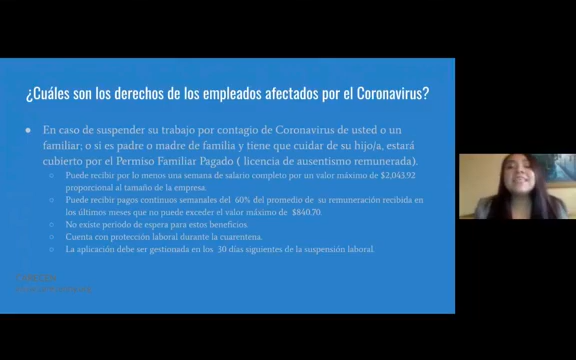 ¿Cuáles son los derechos de los empleados afectados por el Coronavirus?
● En caso de suspender su trabajo por contagio de Coronavirus de usted o un
familiar; o si es padre o madre de familia y tiene que cuidar de su hijo/a, estará
cubierto por el Permiso Familiar Pagado ( licencia de ausentismo remunerada).
○ Puede recibir por lo menos una semana de salario completo por un valor máximo de $2,043.92
proporcional al tamaño de la empresa.
○ Puede recibir pagos continuos semanales del 60% del promedio de su remuneración recibida en
los últimos meses que no puede exceder el valor máximo de $840.70.
○ No existe periodo de espera para estos beneficios.
○ Cuenta con protección laboral durante la cuarentena.
○ La aplicación debe ser gestionada en los 30 días siguientes de la suspensión laboral.